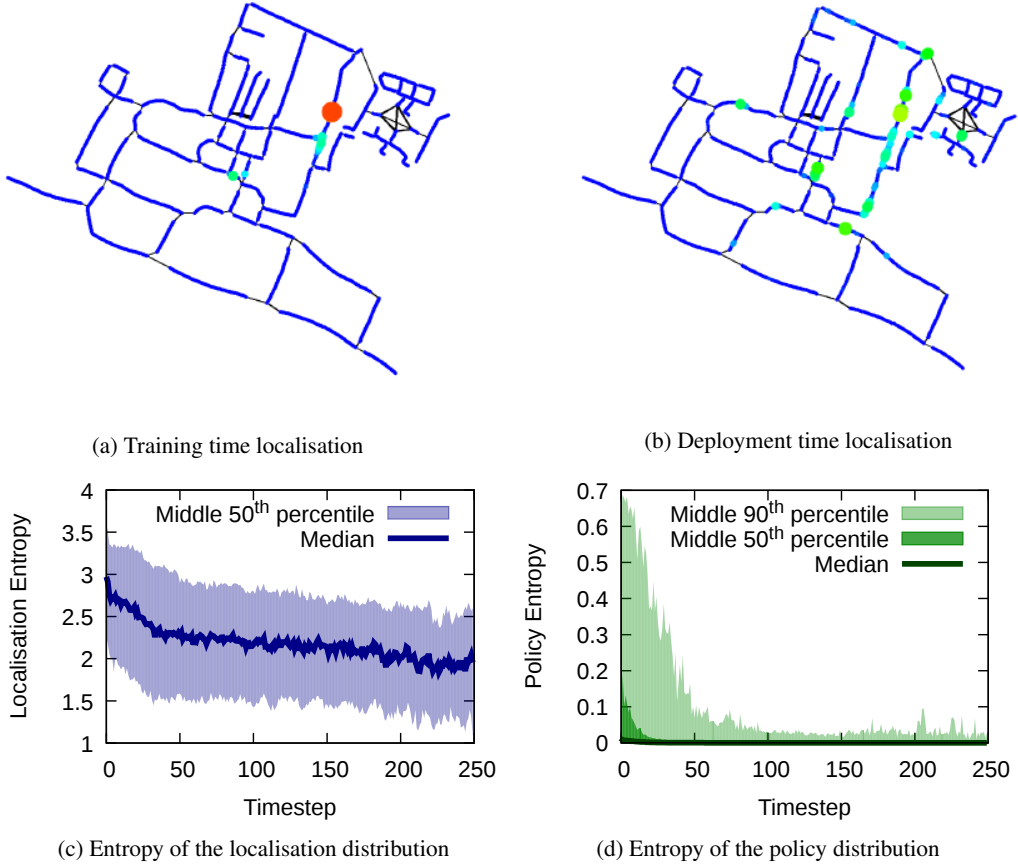 (a) Training time localisation
(b) Deployment time localisation
Localisation Entropy
4
3.5
3
2.5
2
1.5
1
Middle 50th percentile
Median
0
50
100
150
200
250
Timestep
(c) Entropy of the localisation distribution
Policy Entropy
0.7
0.6
0.5
0.4
0.3
0.2
0.1
0
Middle 90th percentile
Middle 50th percentile
Median
0
50
100
150
200
250
Timestep
(d) Entropy of the policy distribution